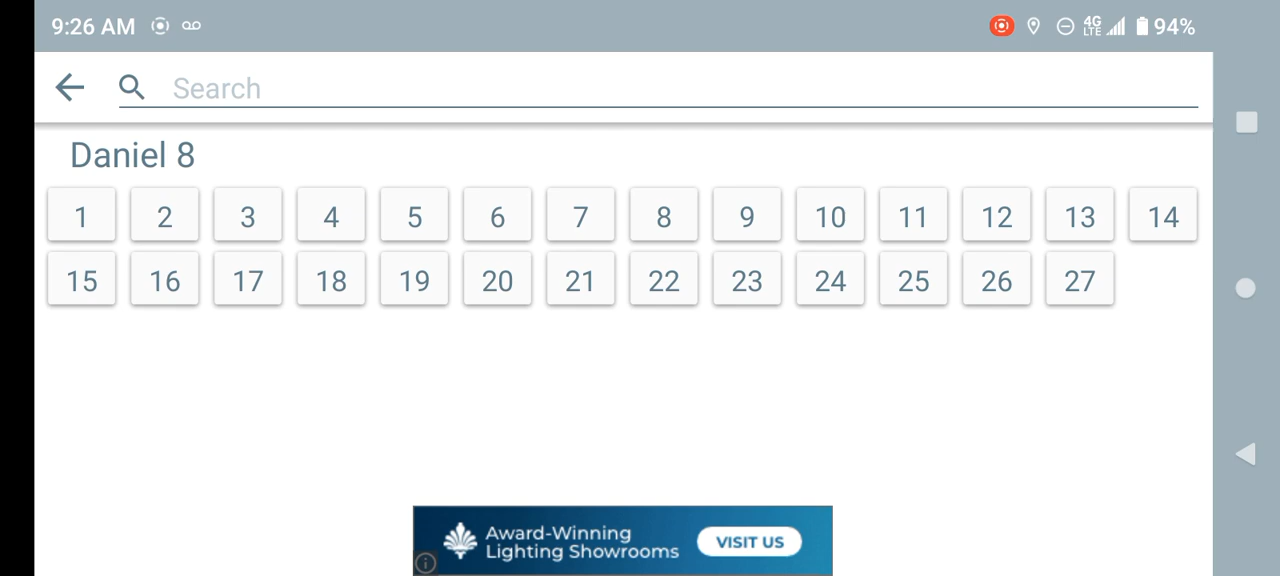 9:26 AM 4G LTE 94%
Search
Daniel 8
1 2 3 4 5 6 7 8 9 10 11 12 13 14
15 16 17 18 19 20 21 22 23 24 25 26 27
Award-Winning
Lighting Showrooms
VISIT US